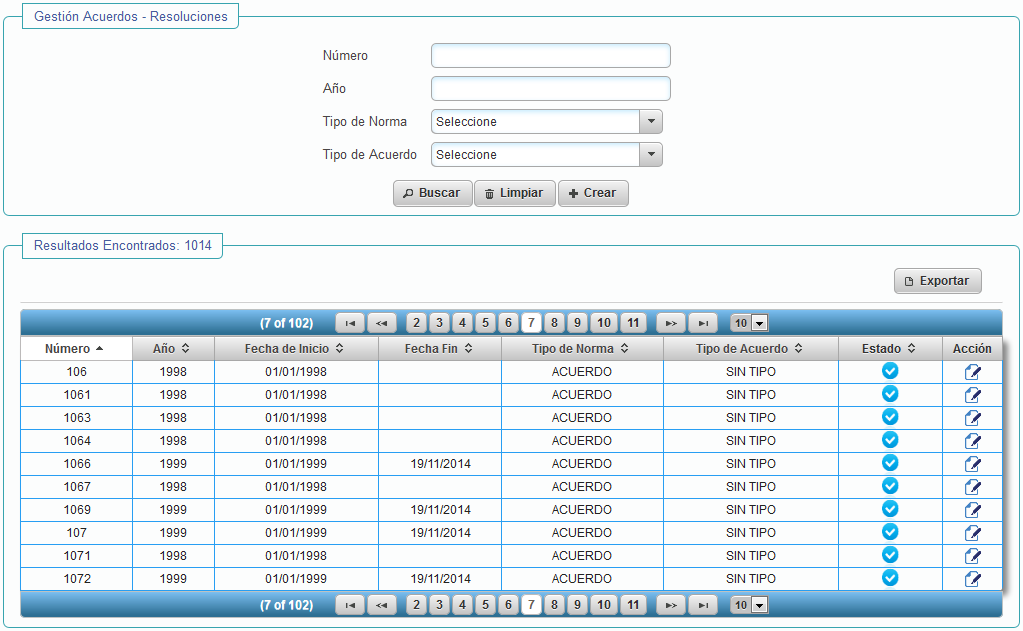 Gestión Acuerdos - Resoluciones
Número
Año
Tipo de Norma Seleccione
Tipo de Acuerdo Seleccione
Buscar Limpiar Crear
Resultados Encontrados: 1014
Exportar
(7 of 102) 2 3 4 5 6 7 8 9 10 11 10
Número Año Fecha de Inicio Fecha Fin Tipo de Norma Tipo de Acuerdo Estado Acción
106 1998 01/01/1998 ACUERDO SIN TIPO
1061 1998 01/01/1998 ACUERDO SIN TIPO
1063 1998 01/01/1998 ACUERDO SIN TIPO
1064 1998 01/01/1998 ACUERDO SIN TIPO
1066 1999 01/01/1999 19/11/2014 ACUERDO SIN TIPO
1067 1998 01/01/1998 ACUERDO SIN TIPO
1069 1999 01/01/1999 19/11/2014 ACUERDO SIN TIPO
107 1999 01/01/1999 19/11/2014 ACUERDO SIN TIPO
1071 1998 01/01/1998 ACUERDO SIN TIPO
1072 1999 01/01/1999 19/11/2014 ACUERDO SIN TIPO
(7 of 102) 2 3 4 5 6 7 8 9 10 11 10